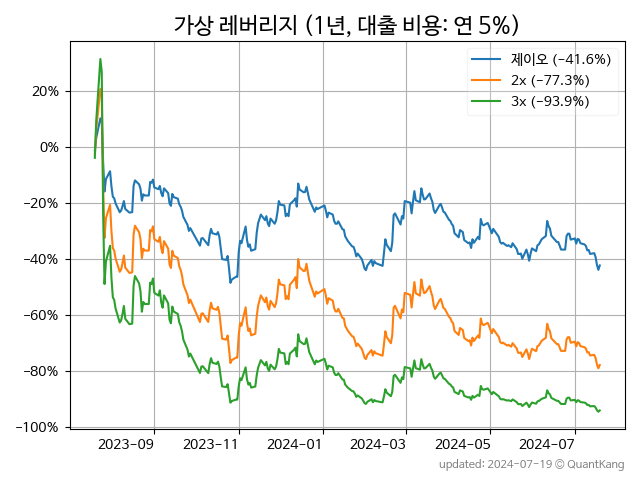 가상 레버리지 (1년, 대출 비용: 연 5%)
제이오 (−41.6%)
2x (−77.3%)
3x (−93.9%)
20%
0%
−20%
−40%
−60%
−80%
−100%
2023-09 2023-11 2024-01 2024-03 2024-05 2024-07
updated: 2024-07-19 © QuantKang